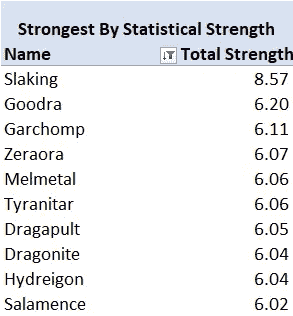 Strongest By Statistical Strength
Name Total Strength
Slaking 8.57
Goodra 6.20
Garchomp 6.11
Zeraora 6.07
Melmetal 6.06
Tyranitar 6.06
Dragapult 6.05
Dragonite 6.04
Hydreigon 6.04
Salamence 6.02